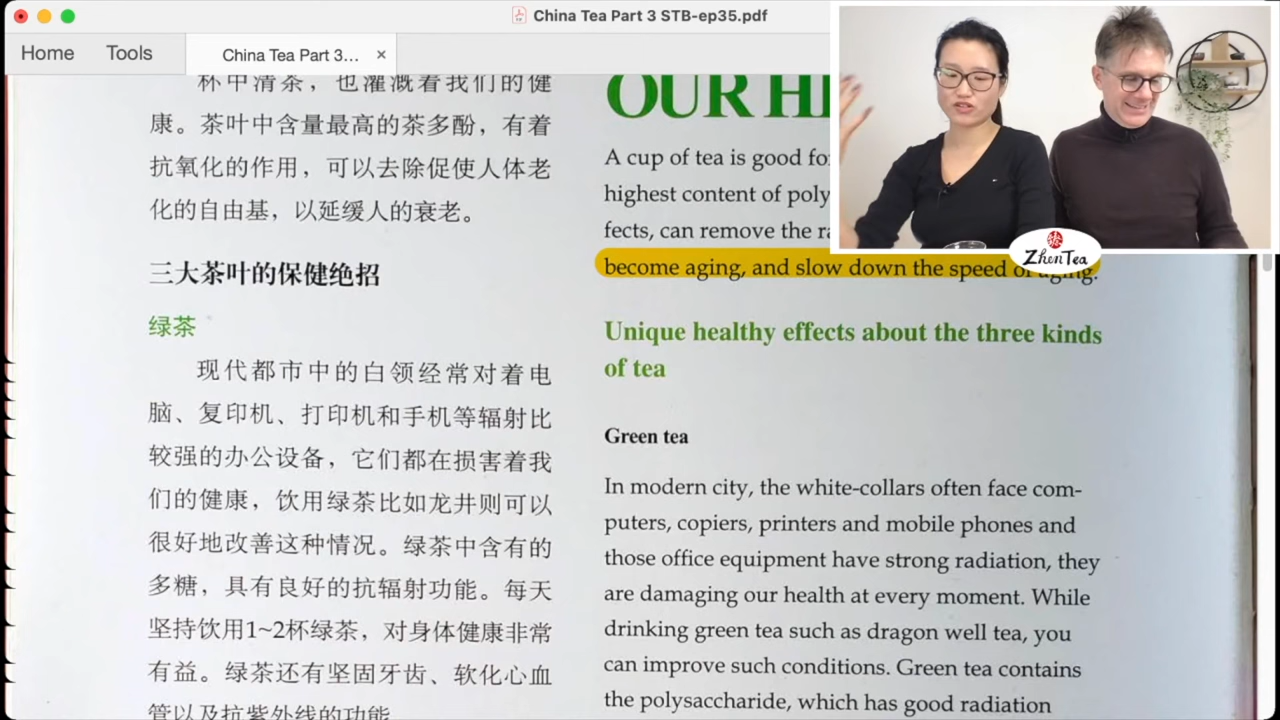 China Tea Part 3 STB-ep35.pdf
Home
Tools
China Tea Part 3...
杯中清茶，也灌溉着我们的健
康。茶叶中含量最高的茶多酚，有着
抗氧化的作用，可以去除促使人体老
化的自由基，以延缓人的衰老。
三大茶叶的保健绝招
绿茶
现代都市中的白领经常对着电
脑、复印机、打印机和手机等辐射比
较强的办公设备，它们都在损害着我
们的健康，饮用绿茶比如龙井则可以
很好地改善这种情况。绿茶中含有的
多糖，具有良好的抗辐射功能。每天
坚持饮用1~2杯绿茶，对身体健康非常
有益。绿茶还有坚固牙齿、软化心血
管以及抗紫外线的功能
OUR
A cup of tea is good
highest content of
fects, can remove the
become aging, and slow down the speed of aging.
Unique healthy effects about the three kinds
of tea
Green tea
In modern city, the white-collars often face com-
puters, copiers, printers and mobile phones and
those office equipment have strong radiation, they
are damaging our health at every moment. While
drinking green tea such as dragon well tea, you
can improve such conditions. Green tea contains
the polysaccharide, which has good radiation
ZhenTea